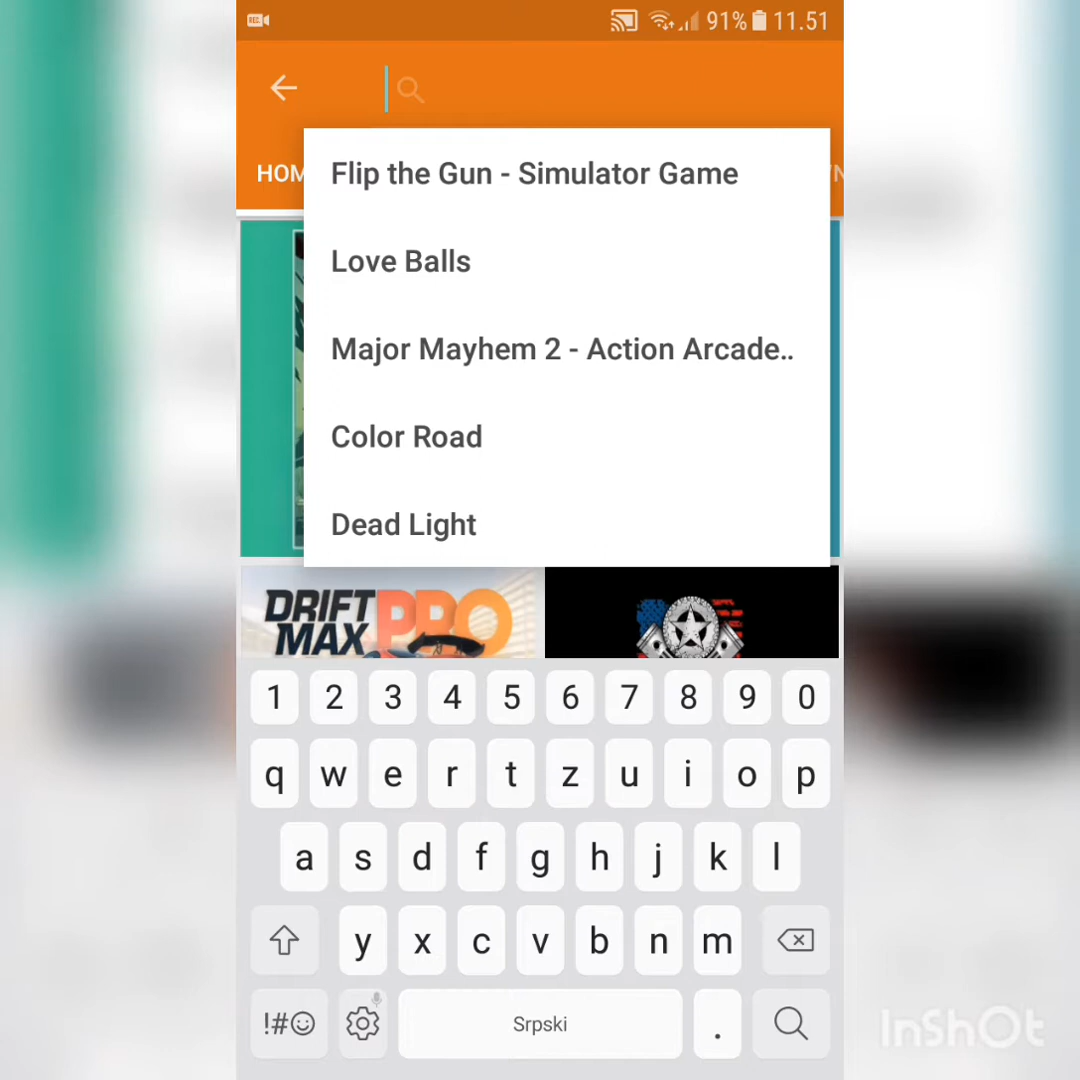 REC
91% 11.51
HOM
Flip the Gun - Simulator Game
Love Balls
Major Mayhem 2 - Action Arcade..
Color Road
Dead Light
DRIFT PRO
MAX
1 2 3 4 5 6 7 8 9 0
q w e r t z u i o p
a s d f g h j k l
y x c v b n m
!#☺ Srpski .
InShOt